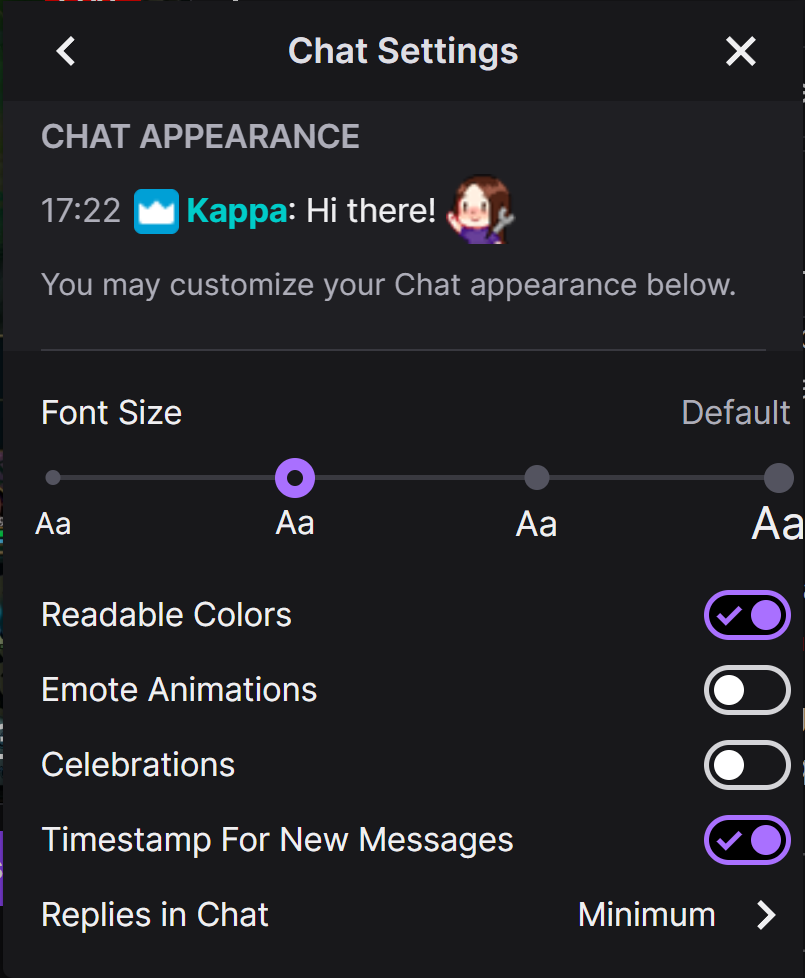 Chat Settings
CHAT APPEARANCE
17:22 Kappa: Hi there!
You may customize your Chat appearance below.
Font Size Default
Aa Aa Aa Aa
Readable Colors
Emote Animations
Celebrations
Timestamp For New Messages
Replies in Chat Minimum